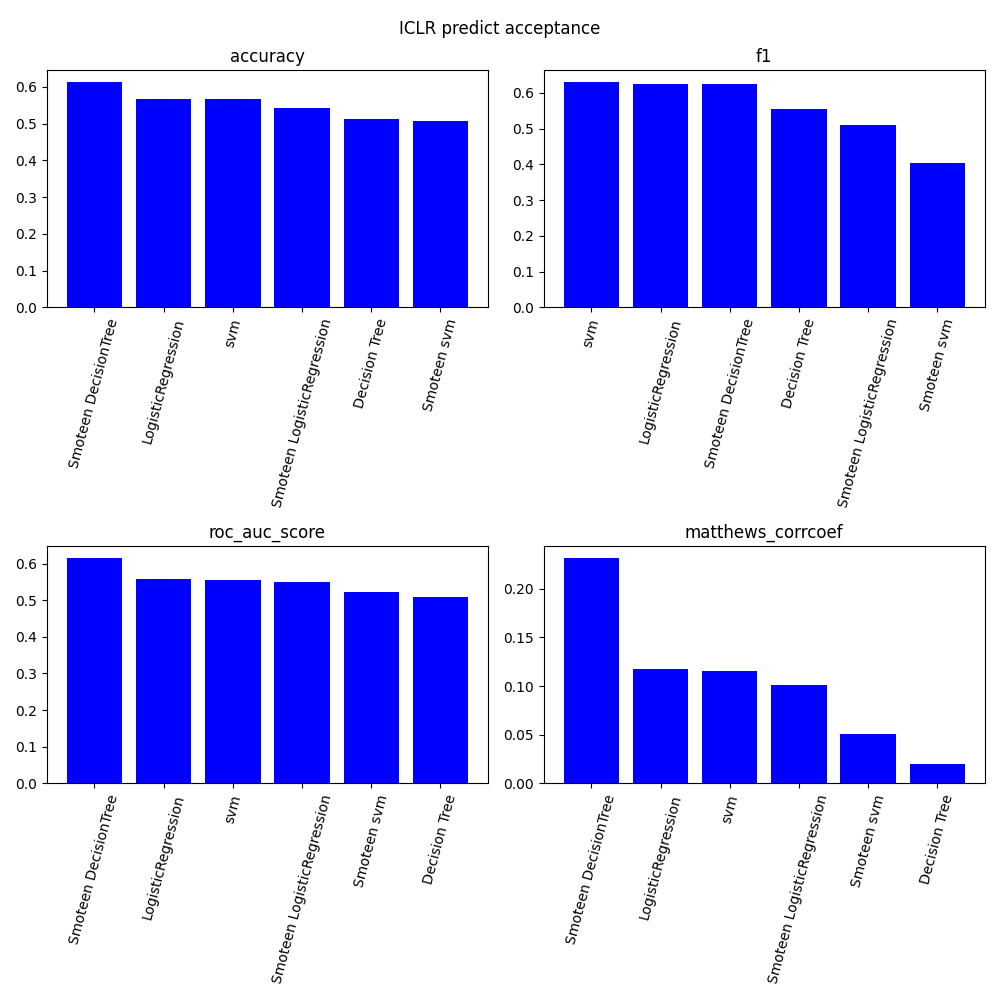 ICLR predict acceptance
accuracy
0.6
0.5
0.4
0.3
0.2
0.1
0.0
Smoteen DecisionTree
LogisticRegression
svm
Smoteen LogisticRegression
Decision Tree
Smoteen svm
f1
0.6
0.5
0.4
0.3
0.2
0.1
0.0
svm
LogisticRegression
Smoteen DecisionTree
Decision Tree
Smoteen LogisticRegression
Smoteen svm
roc_auc_score
0.6
0.5
0.4
0.3
0.2
0.1
0.0
Smoteen DecisionTree
LogisticRegression
svm
Smoteen LogisticRegression
Smoteen svm
Decision Tree
matthews_corrcoef
0.20
0.15
0.10
0.05
0.00
Smoteen DecisionTree
LogisticRegression
svm
Smoteen LogisticRegression
Smoteen svm
Decision Tree